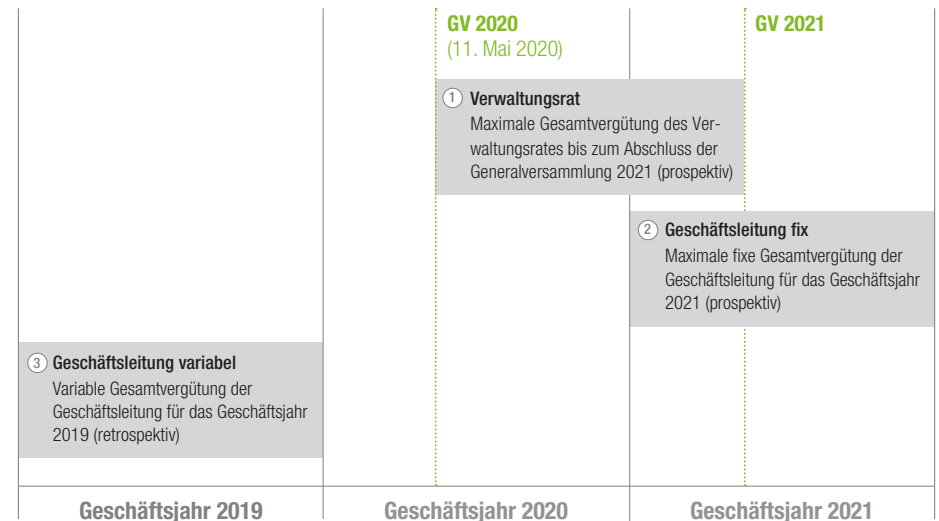 GV 2020
(11. Mai 2020)
GV 2021
1 Verwaltungsrat
Maximale Gesamtvergütung des Ver-
waltungsrates bis zum Abschluss der
Generalversammlung 2021 (prospektiv)
2 Geschäftsleitung fix
Maximale fixe Gesamtvergütung der
Geschäftsleitung für das Geschäftsjahr
2021 (prospektiv)
3 Geschäftsleitung variabel
Variable Gesamtvergütung der
Geschäftsleitung für das Geschäftsjahr
2019 (retrospektiv)
Geschäftsjahr 2019
Geschäftsjahr 2020
Geschäftsjahr 2021